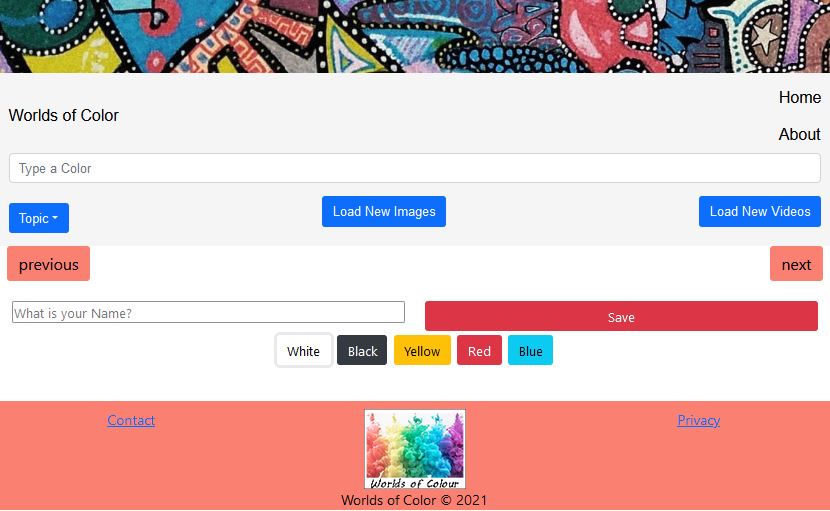 Home
Worlds of Color
About
Type a Color
Topic
Load New Images
Load New Videos
previous
next
What is your Name?
Save
White
Black
Yellow
Red
Blue
Contact
Worlds of Colour
Privacy
Worlds of Color © 2021